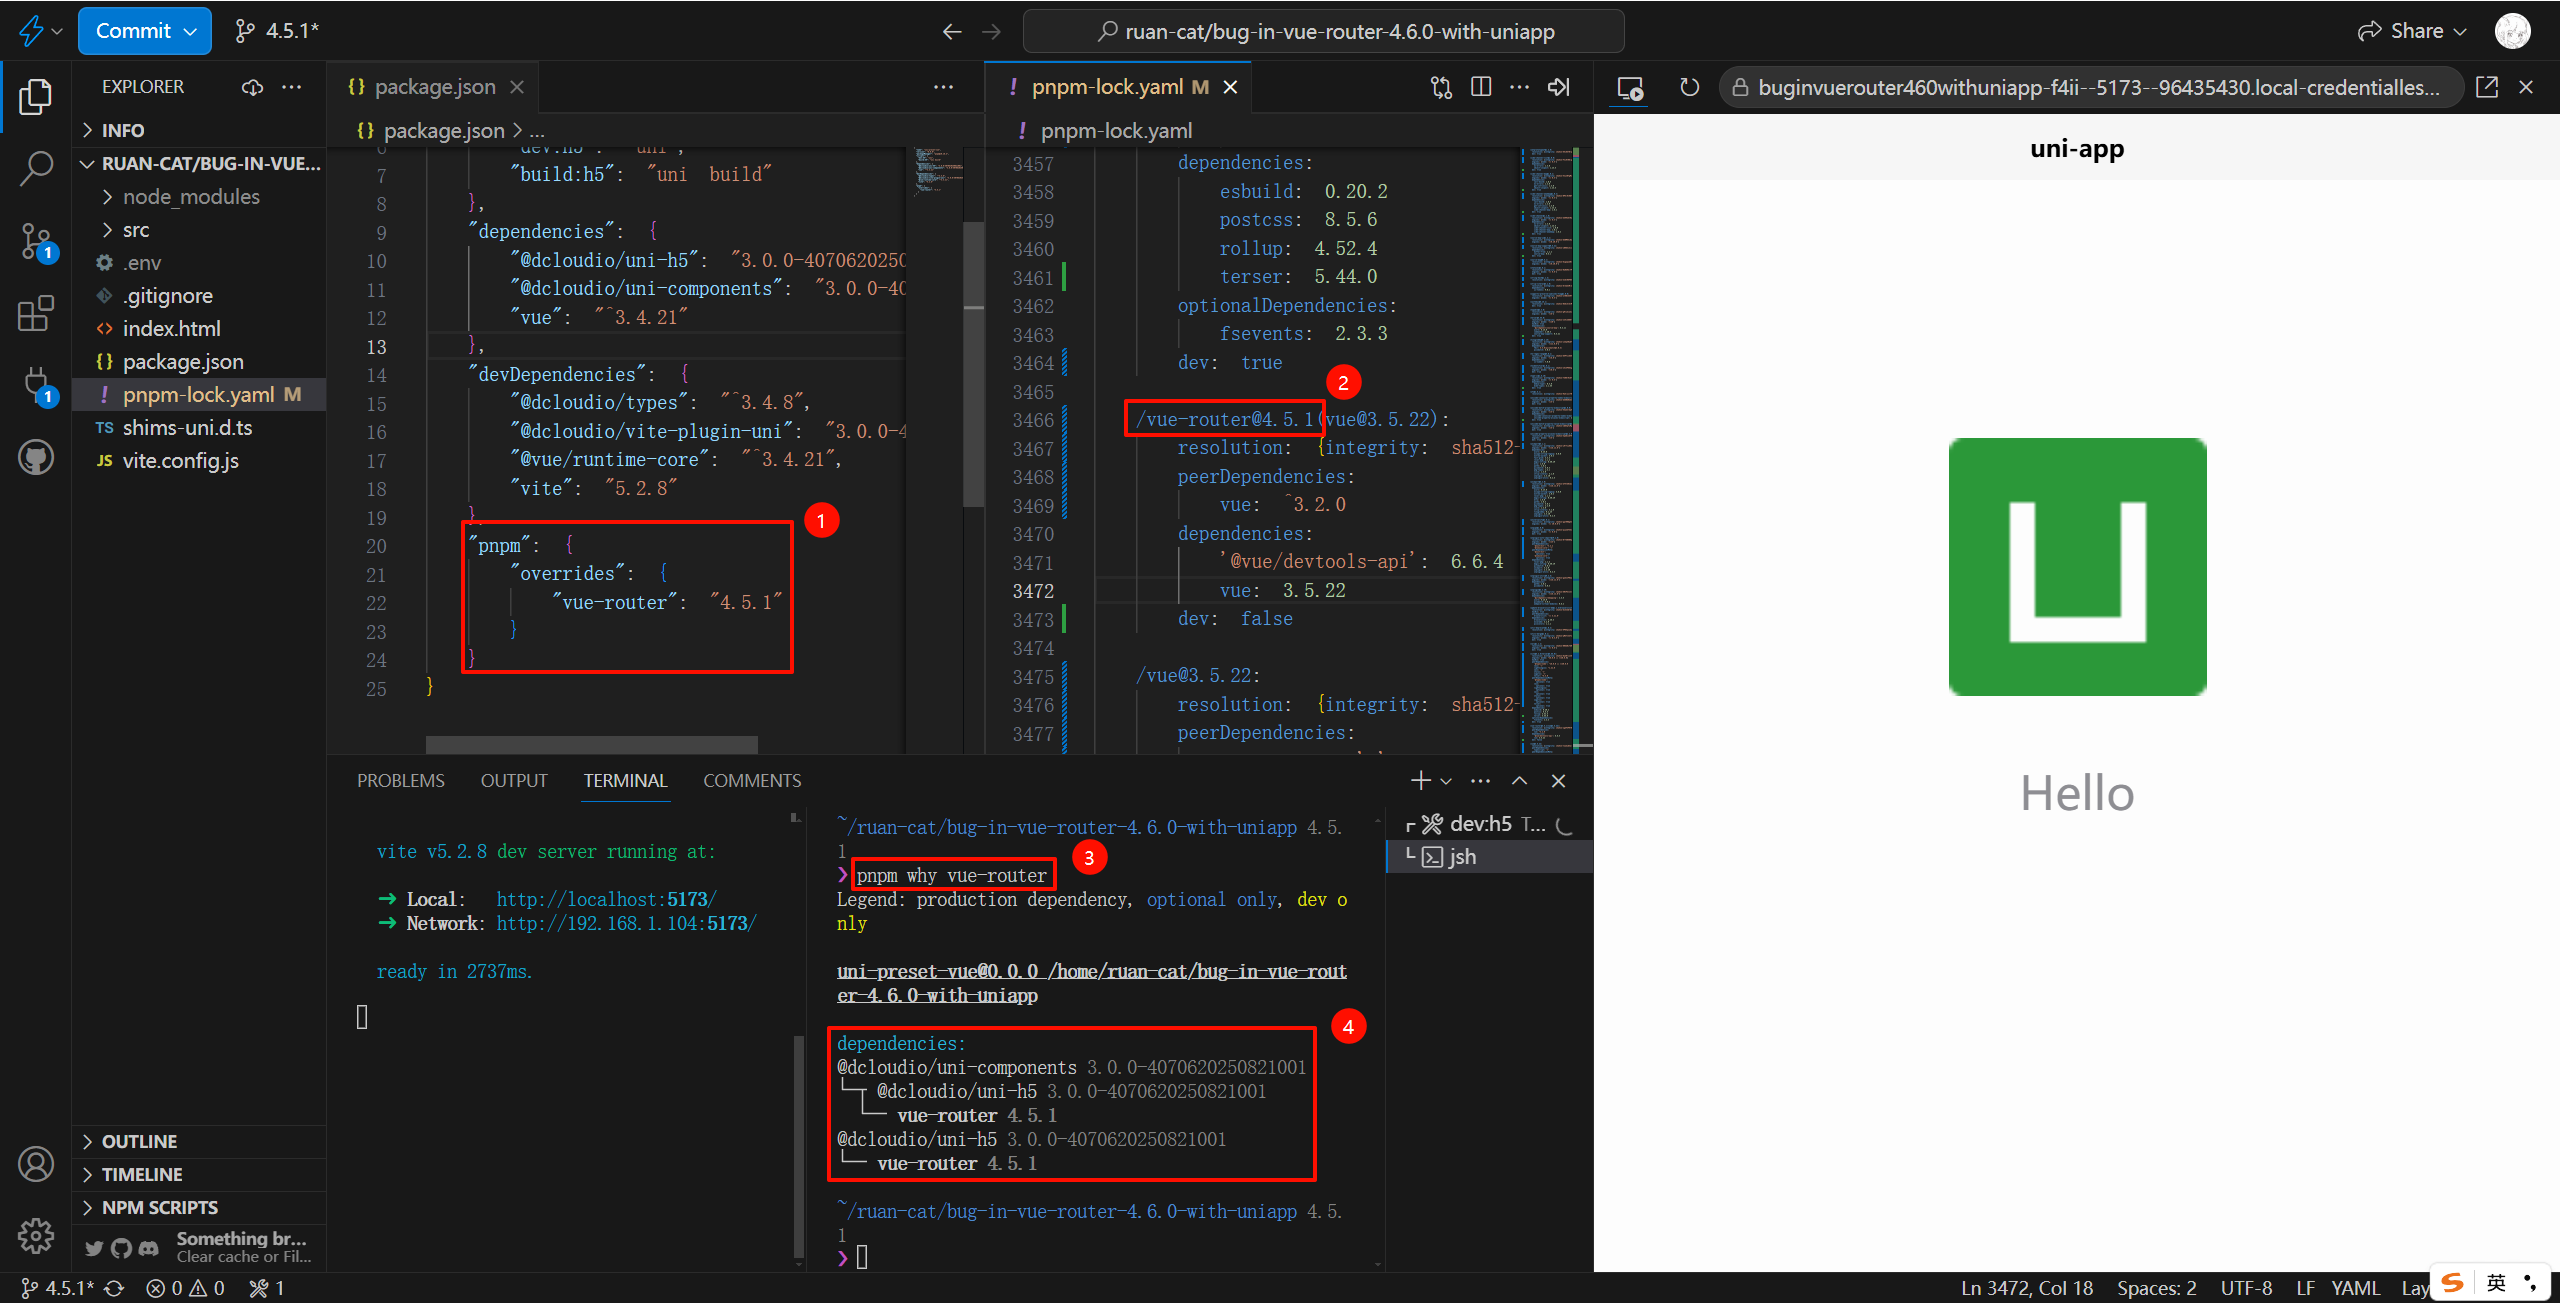 Commit
4.5.1*
ruan-cat/bug-in-vue-router-4.6.0-with-uniapp
Share
EXPLORER
INFO
RUAN-CAT/BUG-IN-VUE...
node_modules
src
.env
.gitignore
index.html
package.json
pnpm-lock.yaml M
shims-uni.d.ts
vite.config.js
OUTLINE
TIMELINE
NPM SCRIPTS
Something br...
Clear cache or Fil...
1
1
{} package.json
{} package.json > ...
7 "build:h5": "uni build"
8 },
9 "dependencies": {
10 "@dcloudio/uni-h5": "3.0.0-4070620250
11 "@dcloudio/uni-components": "3.0.0-40
12 "vue": "^3.4.21"
13 },
14 "devDependencies": {
15 "@dcloudio/types": "^3.4.8",
16 "@dcloudio/vite-plugin-uni": "3.0.0-4
17 "@vue/runtime-core": "^3.4.21",
18 "vite": "5.2.8"
19 },
20 "pnpm": {
21 "overrides": {
22 "vue-router": "4.5.1"
23 }
24 }
25 }
1
! pnpm-lock.yaml M
! pnpm-lock.yaml
3457 dependencies:
3458 esbuild: 0.20.2
3459 postcss: 8.5.6
3460 rollup: 4.52.4
3461 terser: 5.44.0
3462 optionalDependencies:
3463 fsevents: 2.3.3
3464 dev: true
3465
2
3466 /vue-router@4.5.1(vue@3.5.22):
3467 resolution: {integrity: sha512-
3468 peerDependencies:
3469 vue: ^3.2.0
3470 dependencies:
3471 '@vue/devtools-api': 6.6.4
3472 vue: 3.5.22
3473 dev: false
3474
3475 /vue@3.5.22:
3476 resolution: {integrity: sha512-
3477 peerDependencies:
PROBLEMS OUTPUT TERMINAL COMMENTS
vite v5.2.8 dev server running at:
➜ Local: http://localhost:5173/
➜ Network: http://192.168.1.104:5173/
ready in 2737ms.
~/ruan-cat/bug-in-vue-router-4.6.0-with-uniapp 4.5.
1
❯ pnpm why vue-router
3
Legend: production dependency, optional only, dev o
nly
uni-preset-vue@0.0.0 /home/ruan-cat/bug-in-vue-rout
er-4.6.0-with-uniapp
4
dependencies:
@dcloudio/uni-components 3.0.0-4070620250821001
└─┬ @dcloudio/uni-h5 3.0.0-4070620250821001
└── vue-router 4.5.1
@dcloudio/uni-h5 3.0.0-4070620250821001
└── vue-router 4.5.1
~/ruan-cat/bug-in-vue-router-4.6.0-with-uniapp 4.5.
1
❯
dev:h5 T...
jsh
buginvuerouter460withuniapp-f4ii--5173--96435430.local-credentialles...
uni-app
Hello
4.5.1* 0 0 1
Ln 3472, Col 18 Spaces: 2 UTF-8 LF YAML Lay
英